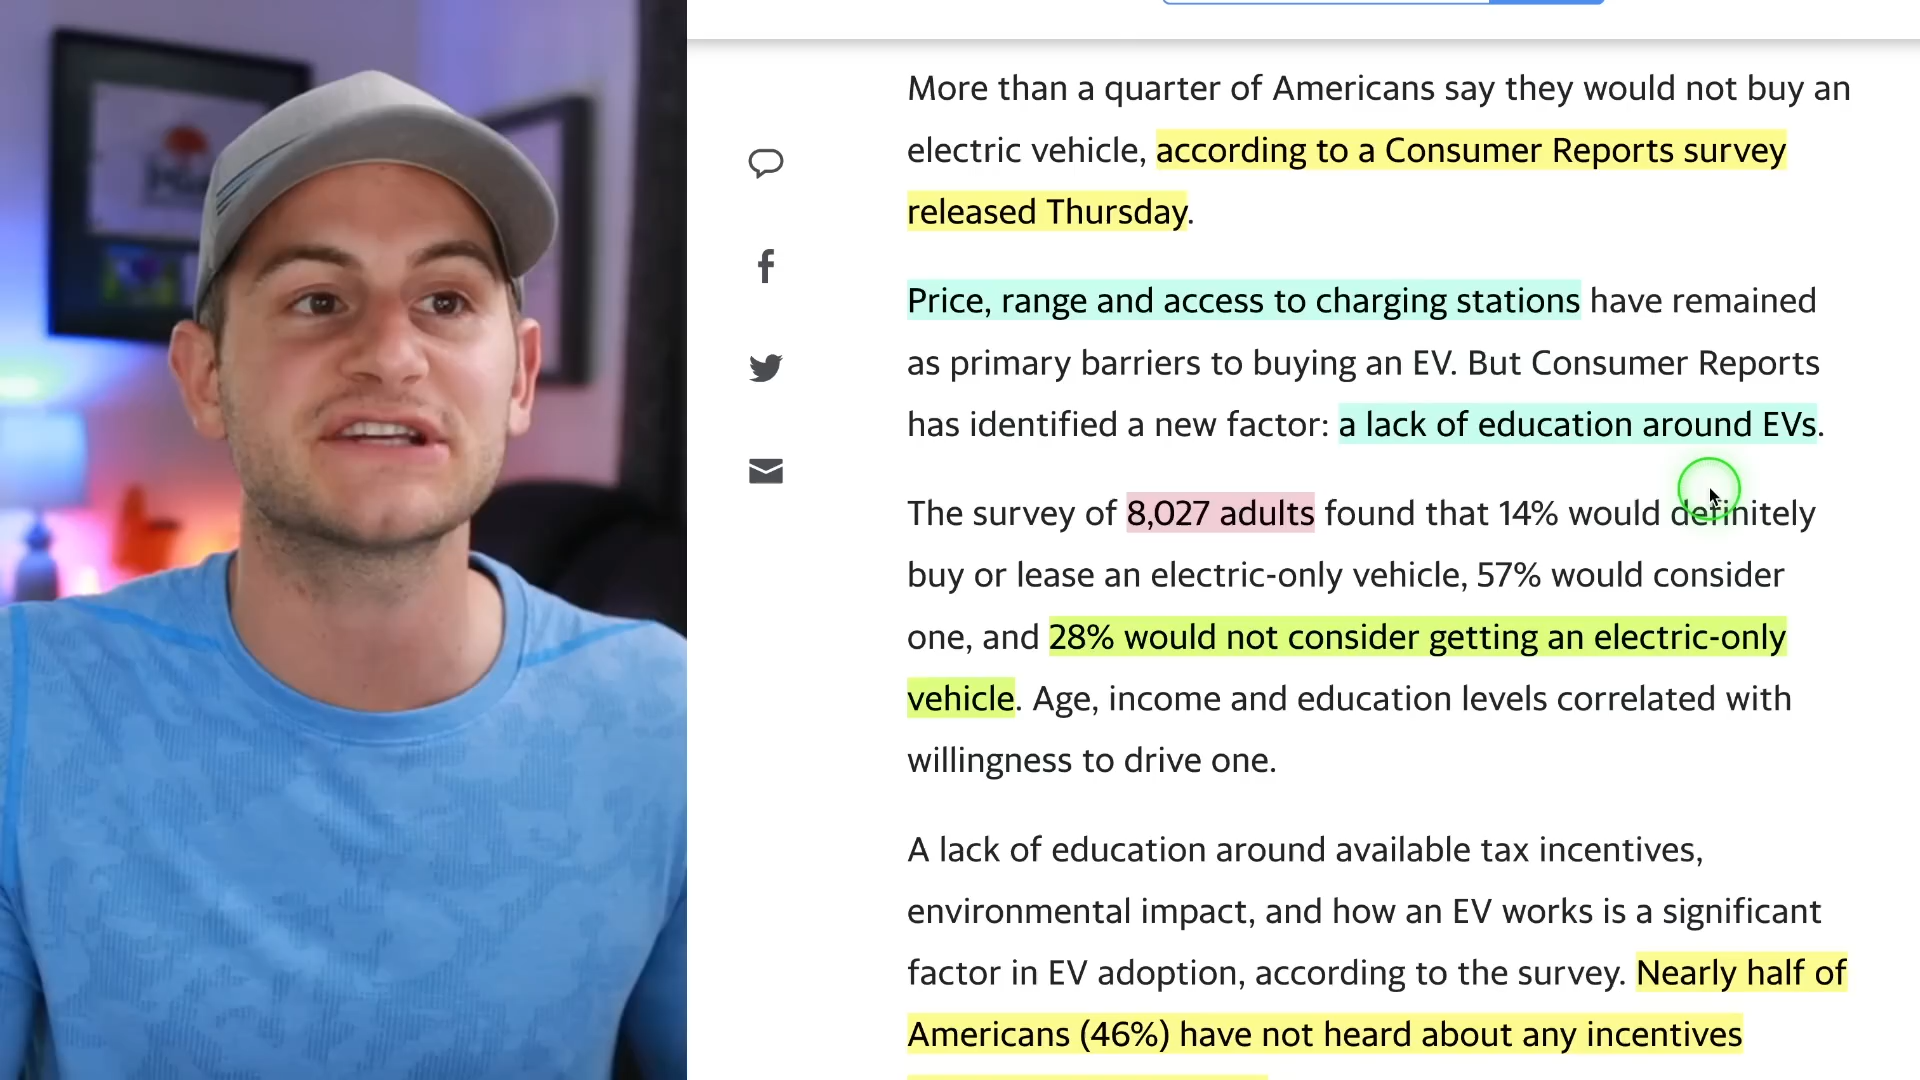 More than a quarter of Americans say they would not buy an
electric vehicle, according to a Consumer Reports survey
released Thursday.
Price, range and access to charging stations have remained
as primary barriers to buying an EV. But Consumer Reports
has identified a new factor: a lack of education around EVs.
The survey of 8,027 adults found that 14% would definitely
buy or lease an electric-only vehicle, 57% would consider
one, and 28% would not consider getting an electric-only
vehicle. Age, income and education levels correlated with
willingness to drive one.
A lack of education around available tax incentives,
environmental impact, and how an EV works is a significant
factor in EV adoption, according to the survey. Nearly half of
Americans (46%) have not heard about any incentives